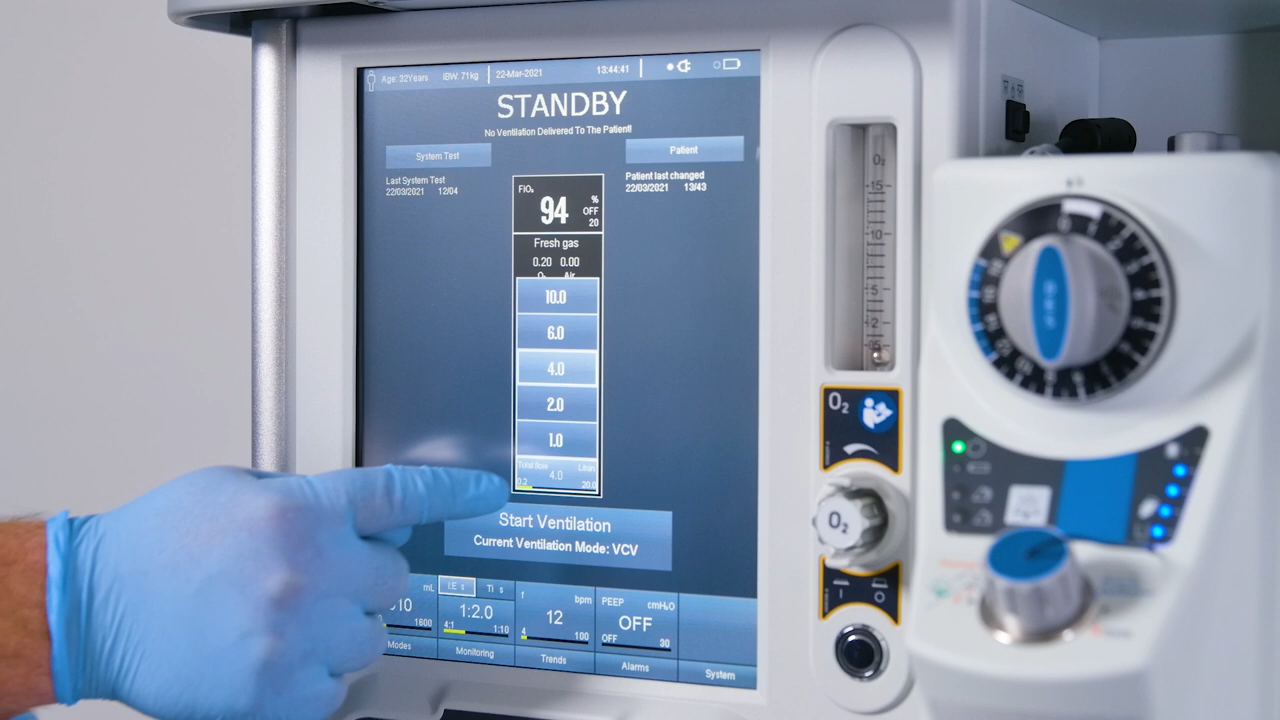 Age: 32Years IBW: 71kg 22-Mar-2021 13:44:41
STANDBY
No Ventilation Delivered To The Patient!
System Test
Patient
Last System Test
22/03/2021 12/04
Patient last changed
22/03/2021 13/43
FIO₂
94
%
OFF
20
Fresh gas
0.20 0.00
O₂ Air
10.0
6.0
4.0
2.0
1.0
Total flow L/min
4.0
0.2 20.0
Start Ventilation
Current Ventilation Mode: VCV
mL
10
1600
I:E s TI s
1:2.0
4:1 1:10
f bpm
12
4 100
PEEP cmH₂O
OFF
OFF 30
Modes
Monitoring
Trends
Alarms
System
O₂
15
10
5
2
O₂
O₂